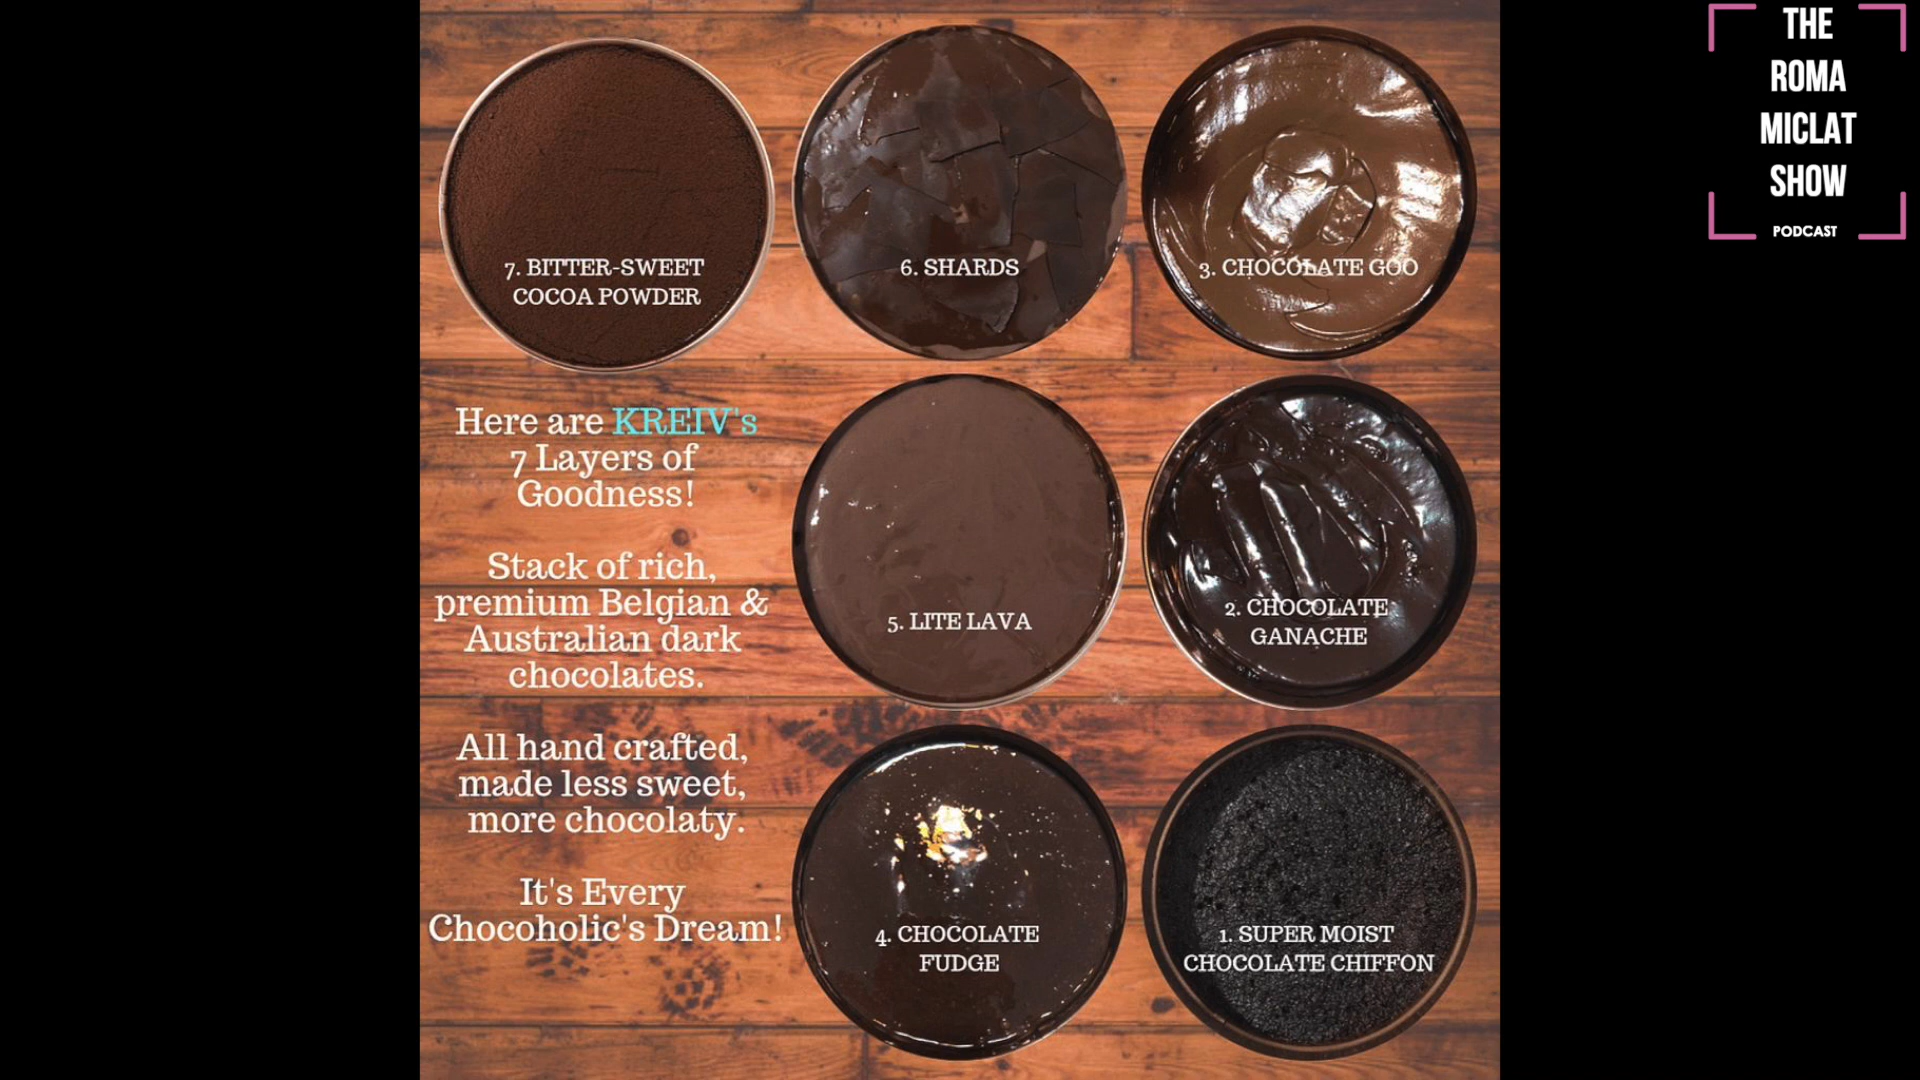 7. BITTER-SWEET
COCOA POWDER
6. SHARDS
3. CHOCOLATE GOO
Here are KREIV's
7 Layers of
Goodness!
Stack of rich,
premium Belgian &
Australian dark
chocolates.
All hand crafted,
made less sweet,
more chocolaty.
It's Every
Chocoholic's Dream!
5. LITE LAVA
2. CHOCOLATE
GANACHE
4. CHOCOLATE
FUDGE
1. SUPER MOIST
CHOCOLATE CHIFFON
THE
ROMA
MICLAT
SHOW
PODCAST